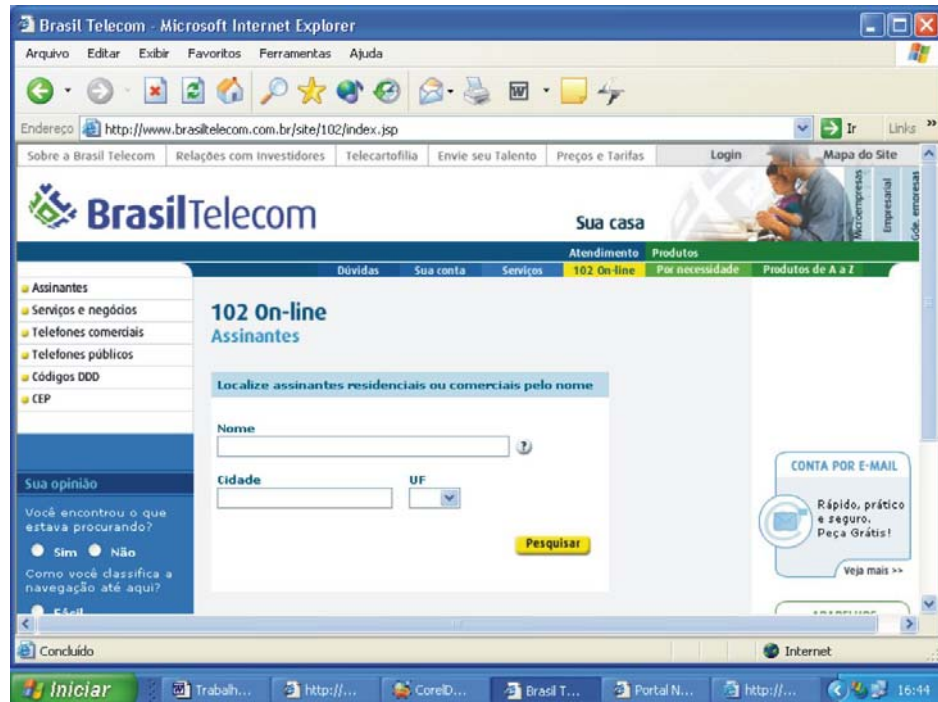 Brasil Telecom - Microsoft Internet Explorer
Arquivo Editar Exibir Favoritos Ferramentas Ajuda
Endereço http://www.brasiltelecom.com.br/site/102/index.jsp Ir Links »
Sobre a Brasil Telecom Relações com Investidores Telecartofilia Envie seu Talento Preços e Tarifas Login Mapa do Site
BrasilTelecom
Sua casa
Microempresas
Empresarial
Gde. empresas
Atendimento Produtos
Dúvidas Sua conta Serviços 102 On-line Por necessidade Produtos de A a Z
Assinantes
Serviços e negócios
Telefones comerciais
Telefones públicos
Códigos DDD
CEP
102 On-line
Assinantes
Localize assinantes residenciais ou comerciais pelo nome
Nome
?
Cidade UF
Pesquisar
Sua opinião
Você encontrou o que
estava procurando?
Sim Não
Como você classifica a
navegação até aqui?
Fácil
CONTA POR E-MAIL
Rápido, prático
e seguro.
Peça Grátis!
Veja mais >>
Concluído Internet
Iniciar Trabalh... http://... CorelD... Brasil T... Portal N... http://... 16:44